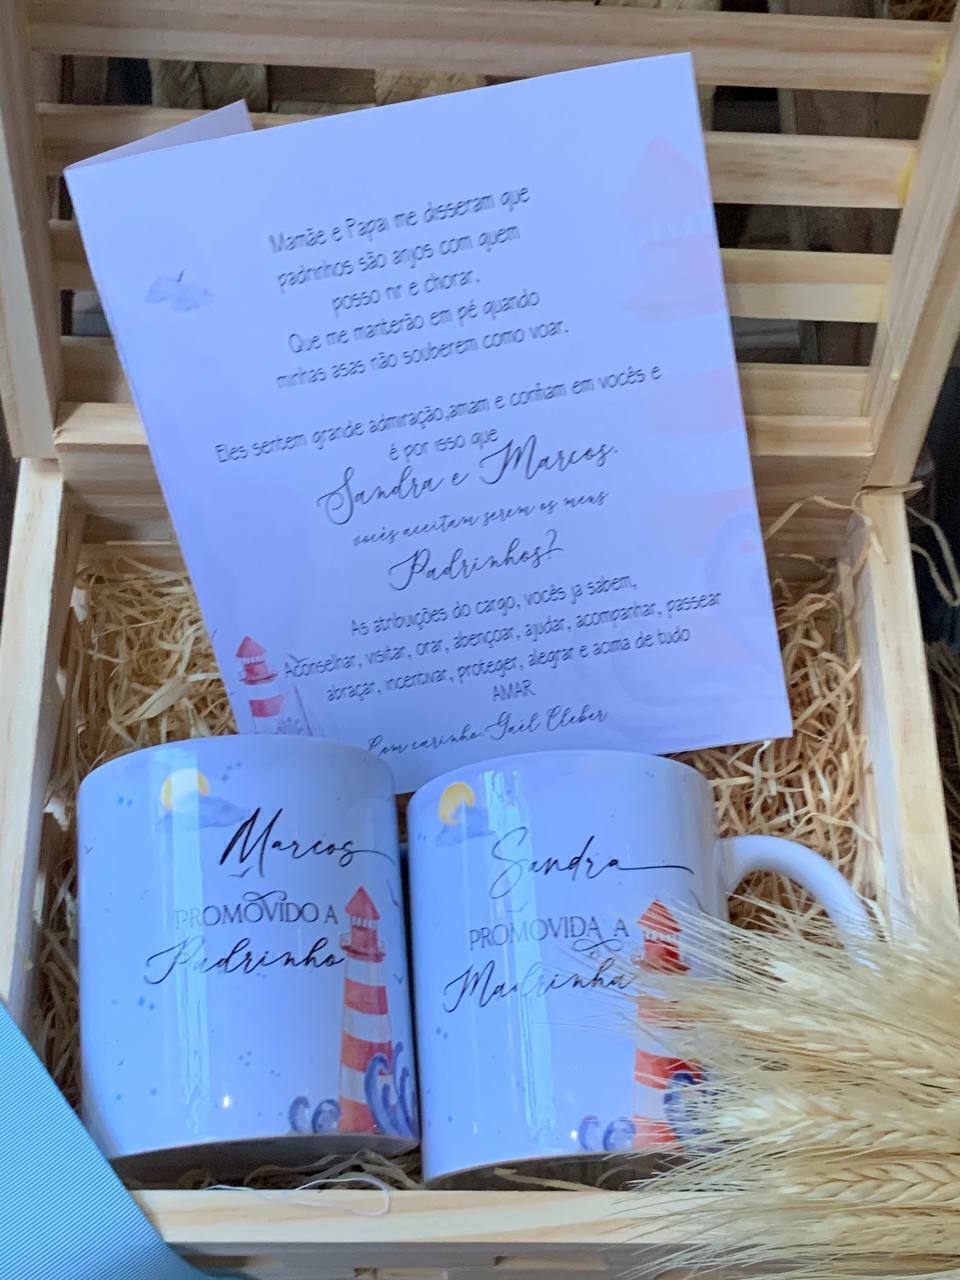 Mamãe e Papai me disseram que
padrinhos são anjos com quem
posso rir e chorar.
Que me manterão em pé quando
minhas asas não souberem como voar.
Eles sentem grande admiração,amam e confiam em vocês e
é por isso que
Sandra e Marcos.
vocês aceitam serem os meus
Padrinhos?
As atribuições do cargo, vocês ja sabem,
Aconselhar, visitar, orar, abençoar, ajudar, acompanhar, passear
abraçar, incentivar, proteger, alegrar e acima de tudo
AMAR
Com carinho: Gaël Cleber
Marcos
PROMOVIDO A
Padrinho
Sandra
PROMOVIDA A
Madrinha